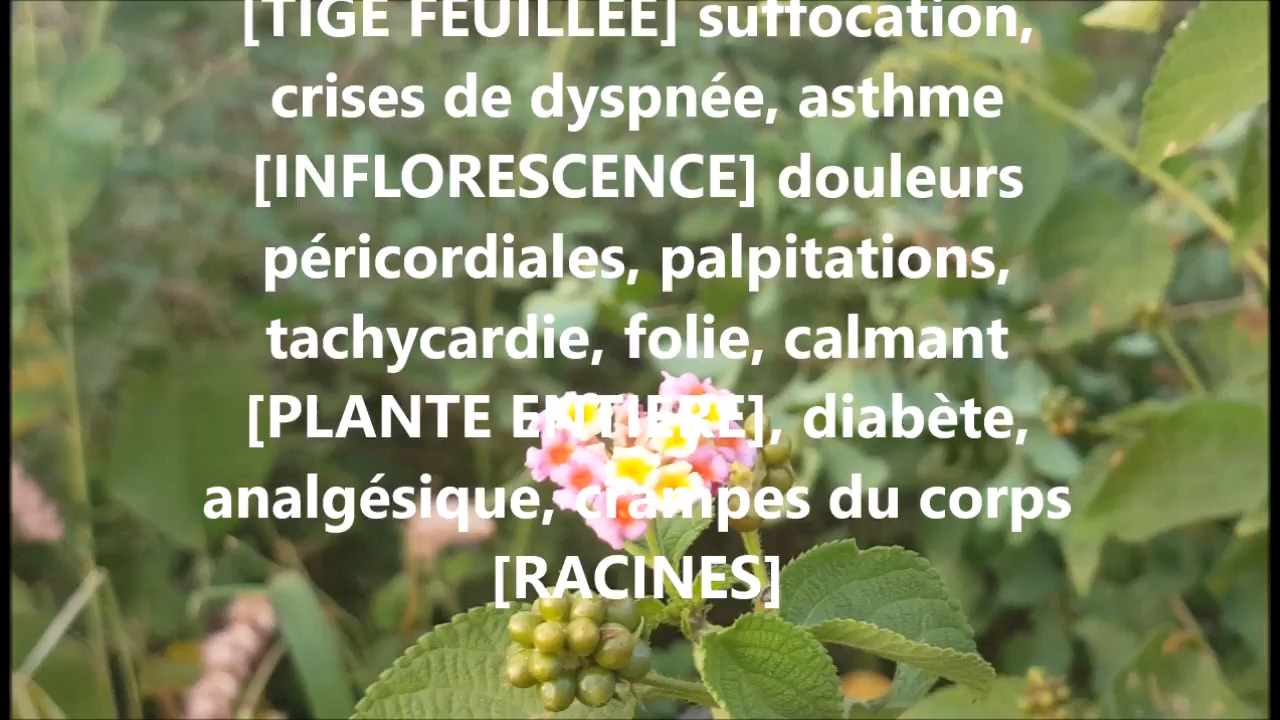 [TIGE FEUILLEE] suffocation,
crises de dyspnée, asthme
[INFLORESCENCE] douleurs
péricordiales, palpitations,
tachycardie, folie, calmant
[PLANTE ENTIERE], diabète,
analgésique, crampes du corps
[RACINES]